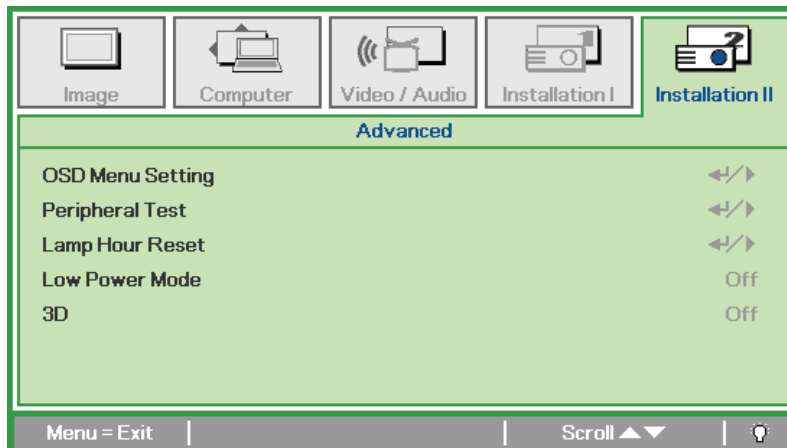 Image Computer Video / Audio Installation I Installation II
Advanced
OSD Menu Setting
Peripheral Test
Lamp Hour Reset
Low Power Mode Off
3D Off
Menu = Exit Scroll